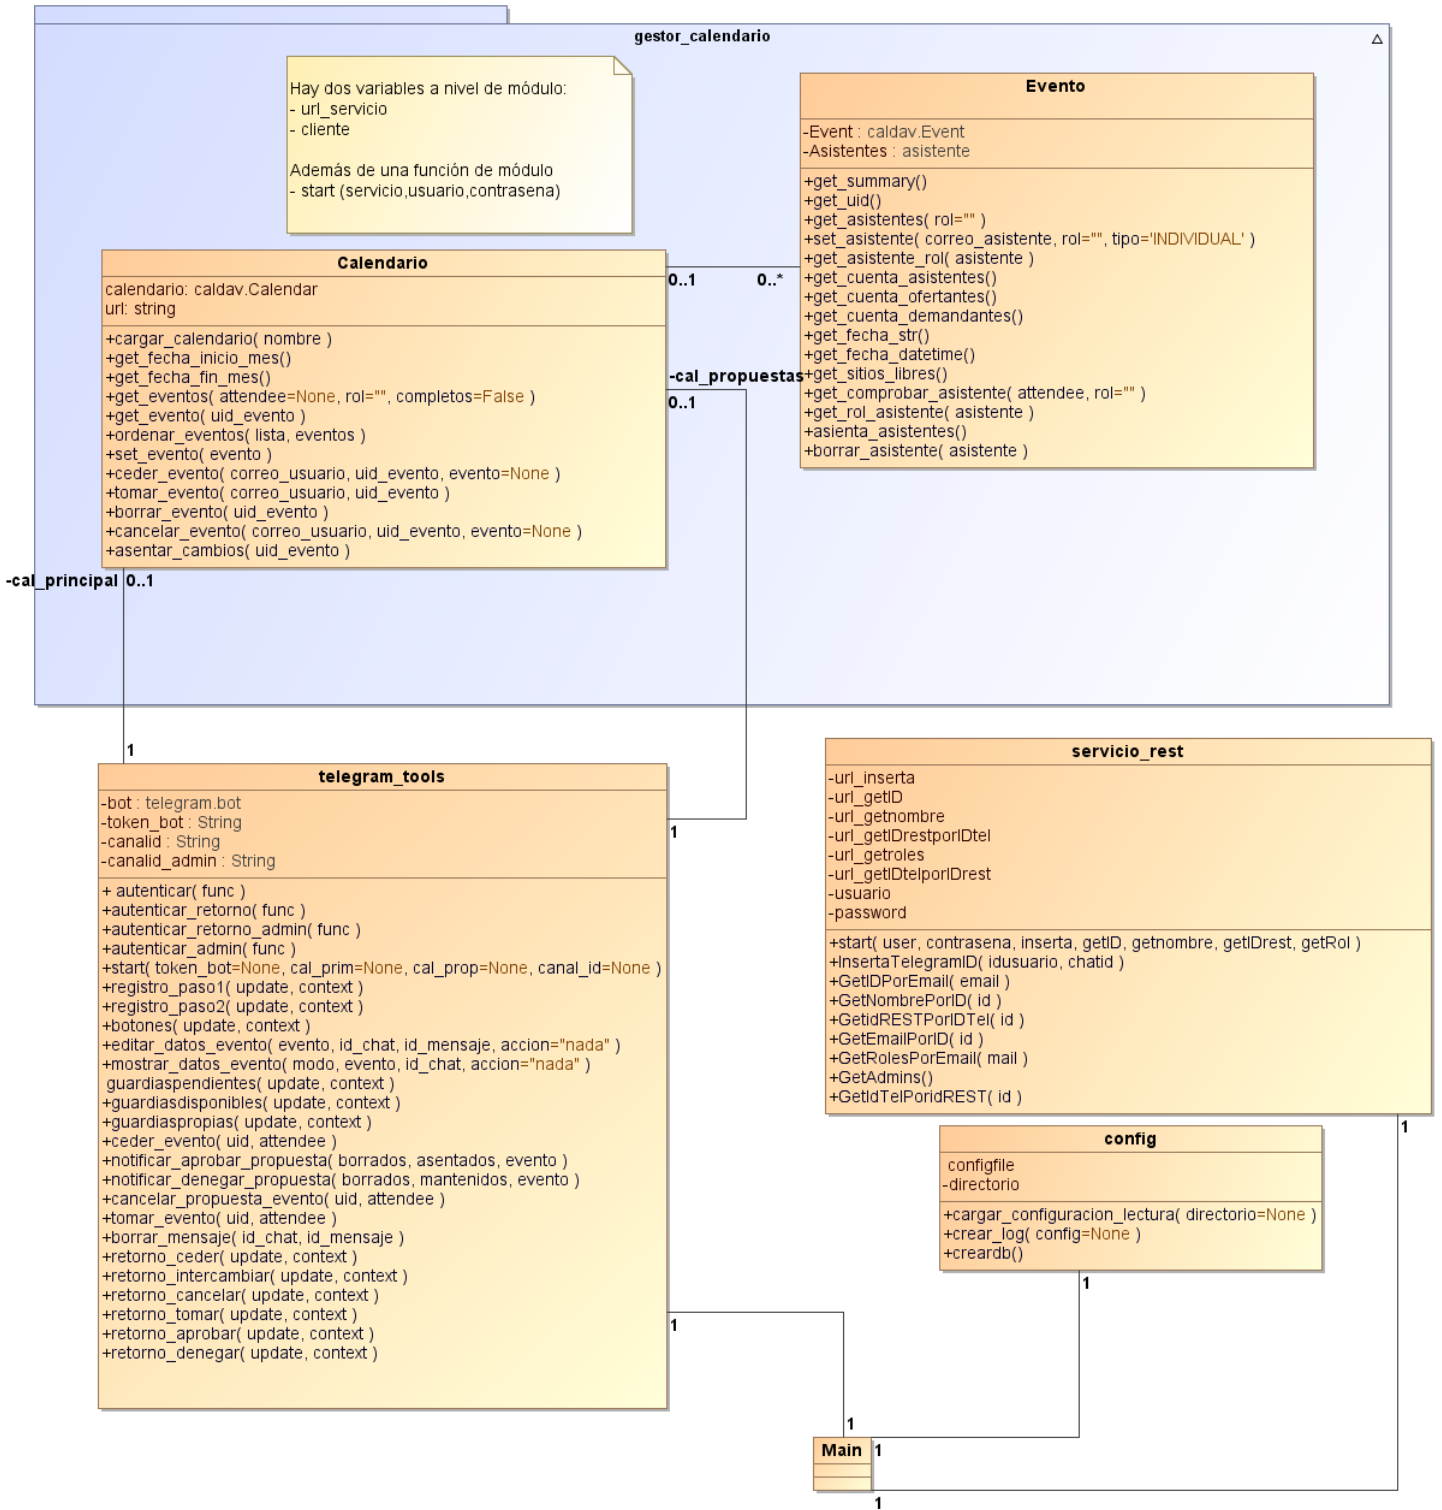 gestor_calendario
Hay dos variables a nivel de módulo:
- url_servicio
- cliente
Además de una función de módulo
- start (servicio,usuario,contrasena)
Evento
-Event : caldav.Event
-Asistentes : asistente
+get_summary()
+get_uid()
+get_asistentes( rol="" )
+set_asistente( correo_asistente, rol="", tipo='INDIVIDUAL' )
+get_asistente_rol( asistente )
+get_cuenta_asistentes()
+get_cuenta_ofertantes()
+get_cuenta_demandantes()
+get_fecha_str()
+get_fecha_datetime()
+get_sitios_libres()
+get_comprobar_asistente( attendee, rol="" )
+get_rol_asistente( asistente )
+asienta_asistentes()
+borrar_asistente( asistente )
Calendario
calendario: caldav.Calendar
url: string
+cargar_calendario( nombre )
+get_fecha_inicio_mes()
+get_fecha_fin_mes()
+get_eventos( attendee=None, rol="", completos=False )
+get_evento( uid_evento )
+ordenar_eventos( lista, eventos )
+set_evento( evento )
+ceder_evento( correo_usuario, uid_evento, evento=None )
+tomar_evento( correo_usuario, uid_evento )
+borrar_evento( uid_evento )
+cancelar_evento( correo_usuario, uid_evento, evento=None )
+asentar_cambios( uid_evento )
0..1
0..*
-cal_propuestas
0..1
-cal_principal
0..1
1
1
telegram_tools
-bot : telegram.bot
-token_bot : String
-canalid : String
-canalid_admin : String
+ autenticar( func )
+autenticar_retorno( func )
+autenticar_retorno_admin( func )
+autenticar_admin( func )
+start( token_bot=None, cal_prim=None, cal_prop=None, canal_id=None )
+registro_paso1( update, context )
+registro_paso2( update, context )
+botones( update, context )
+editar_datos_evento( evento, id_chat, id_mensaje, accion="nada" )
+mostrar_datos_evento( modo, evento, id_chat, accion="nada" )
guardiaspendientes( update, context )
+guardiasdisponibles( update, context )
+guardiaspropias( update, context )
+ceder_evento( uid, attendee )
+notificar_aprobar_propuesta( borrados, asentados, evento )
+notificar_denegar_propuesta( borrados, mantenidos, evento )
+cancelar_propuesta_evento( uid, attendee )
+tomar_evento( uid, attendee )
+borrar_mensaje( id_chat, id_mensaje )
+retorno_ceder( update, context )
+retorno_intercambiar( update, context )
+retorno_cancelar( update, context )
+retorno_tomar( update, context )
+retorno_aprobar( update, context )
+retorno_denegar( update, context )
servicio_rest
-url_inserta
-url_getID
-url_getnombre
-url_getIDrestporIDtel
-url_getroles
-url_getIDtelporIDrest
-usuario
-password
+start( user, contrasena, inserta, getID, getnombre, getIDrest, getRol )
+InsertaTelegramID( idusuario, chatid )
+GetIDPorEmail( email )
+GetNombrePorID( id )
+GetidRESTPorIDTel( id )
+GetEmailPorID( id )
+GetRolesPorEmail( mail )
+GetAdmins()
+GetIdTelPoridREST( id )
1
config
configfile
-directorio
+cargar_configuracion_lectura( directorio=None )
+crear_log( config=None )
+creardb()
1
1
1
Main
1
1